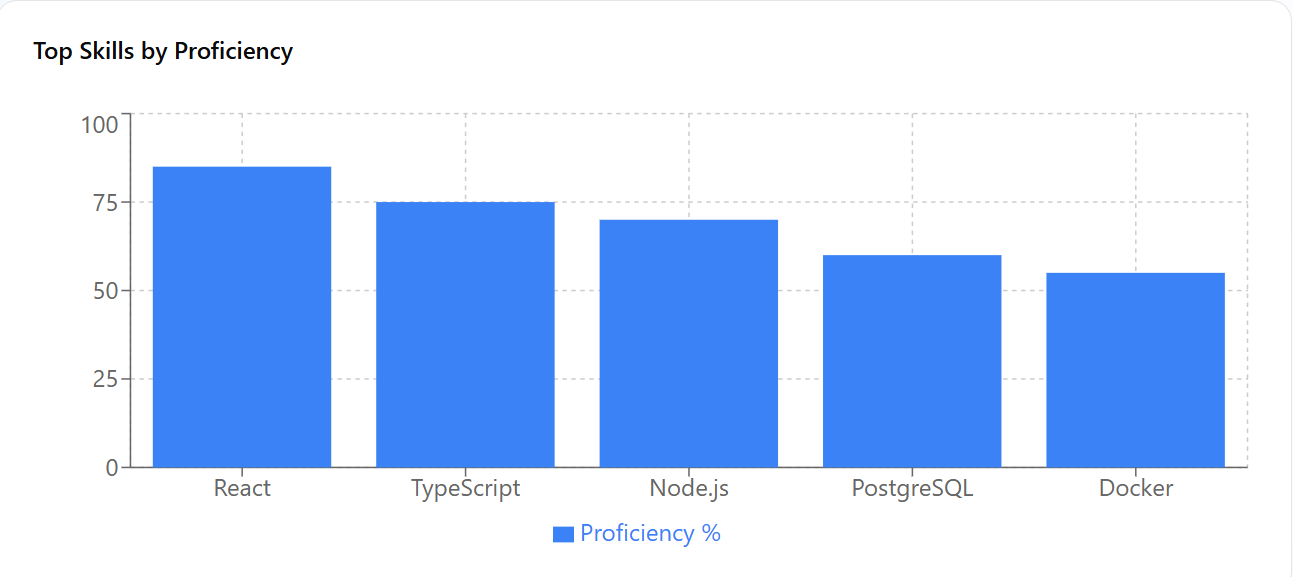 Top Skills by Proficiency
100
75
50
25
0
React TypeScript Node.js PostgreSQL Docker
Proficiency %